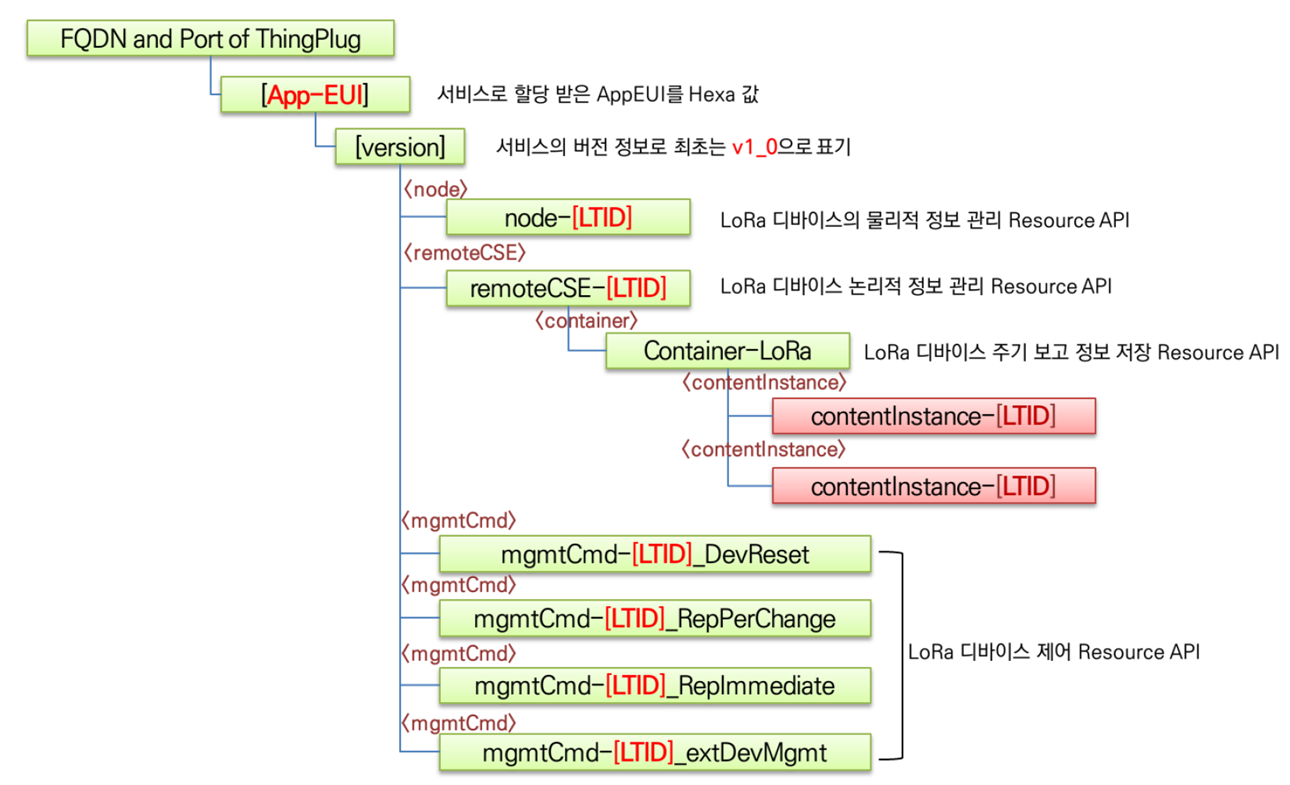 FQDN and Port of ThingPlug
[App-EUI] 서비스로 할당 받은 AppEUI를 Hexa 값
[version] 서비스의 버전 정보로 최초는 v1_0으로 표기
<node>
node-[LTID] LoRa 디바이스의 물리적 정보 관리 Resource API
<remoteCSE>
remoteCSE-[LTID] LoRa 디바이스 논리적 정보 관리 Resource API
<container>
Container-LoRa LoRa 디바이스 주기 보고 정보 저장 Resource API
<contentInstance>
contentInstance-[LTID]
<contentInstance>
contentInstance-[LTID]
<mgmtCmd>
mgmtCmd-[LTID]_DevReset
<mgmtCmd>
mgmtCmd-[LTID]_RepPerChange
<mgmtCmd>
LoRa 디바이스 제어 Resource API
mgmtCmd-[LTID]_RepImmediate
<mgmtCmd>
mgmtCmd-[LTID]_extDevMgmt